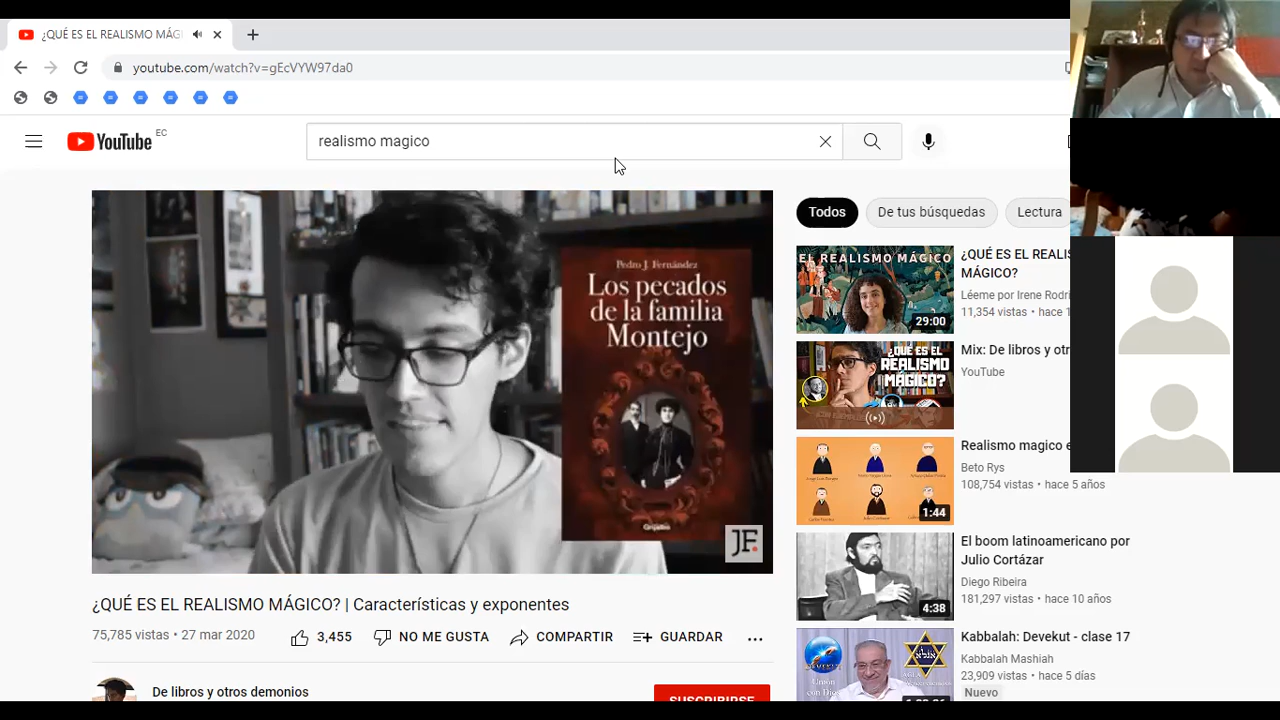 ¿QUÉ ES EL REALISMO MÁGI
youtube.com/watch?v=gEcVYW97da0
YouTube EC
realismo magico
Pedro J. Fernández
Los pecados
de la familia
Montejo
Grijalbo
JF.
¿QUÉ ES EL REALISMO MÁGICO? | Características y exponentes
75,785 vistas • 27 mar 2020
3,455 NO ME GUSTA COMPARTIR GUARDAR
De libros y otros demonios
SUSCRIBIRSE
Todos De tus búsquedas Lectura
EL REALISMO MÁGICO
29:00
¿QUÉ ES EL REALIS
MÁGICO?
Léeme por Irene Rodrí
11,354 vistas • hace 1
¿QUÉ ES EL
REALISMO
MÁGICO?
Mix: De libros y otr
YouTube
1:44
Realismo magico e
Beto Rys
108,754 vistas • hace 5 años
4:38
El boom latinoamericano por
Julio Cortázar
Diego Ribeira
181,297 vistas • hace 10 años
Unión
con Dios
Kabbalah: Devekut - clase 17
Kabbalah Mashiah
23,909 vistas • hace 5 días
Nuevo